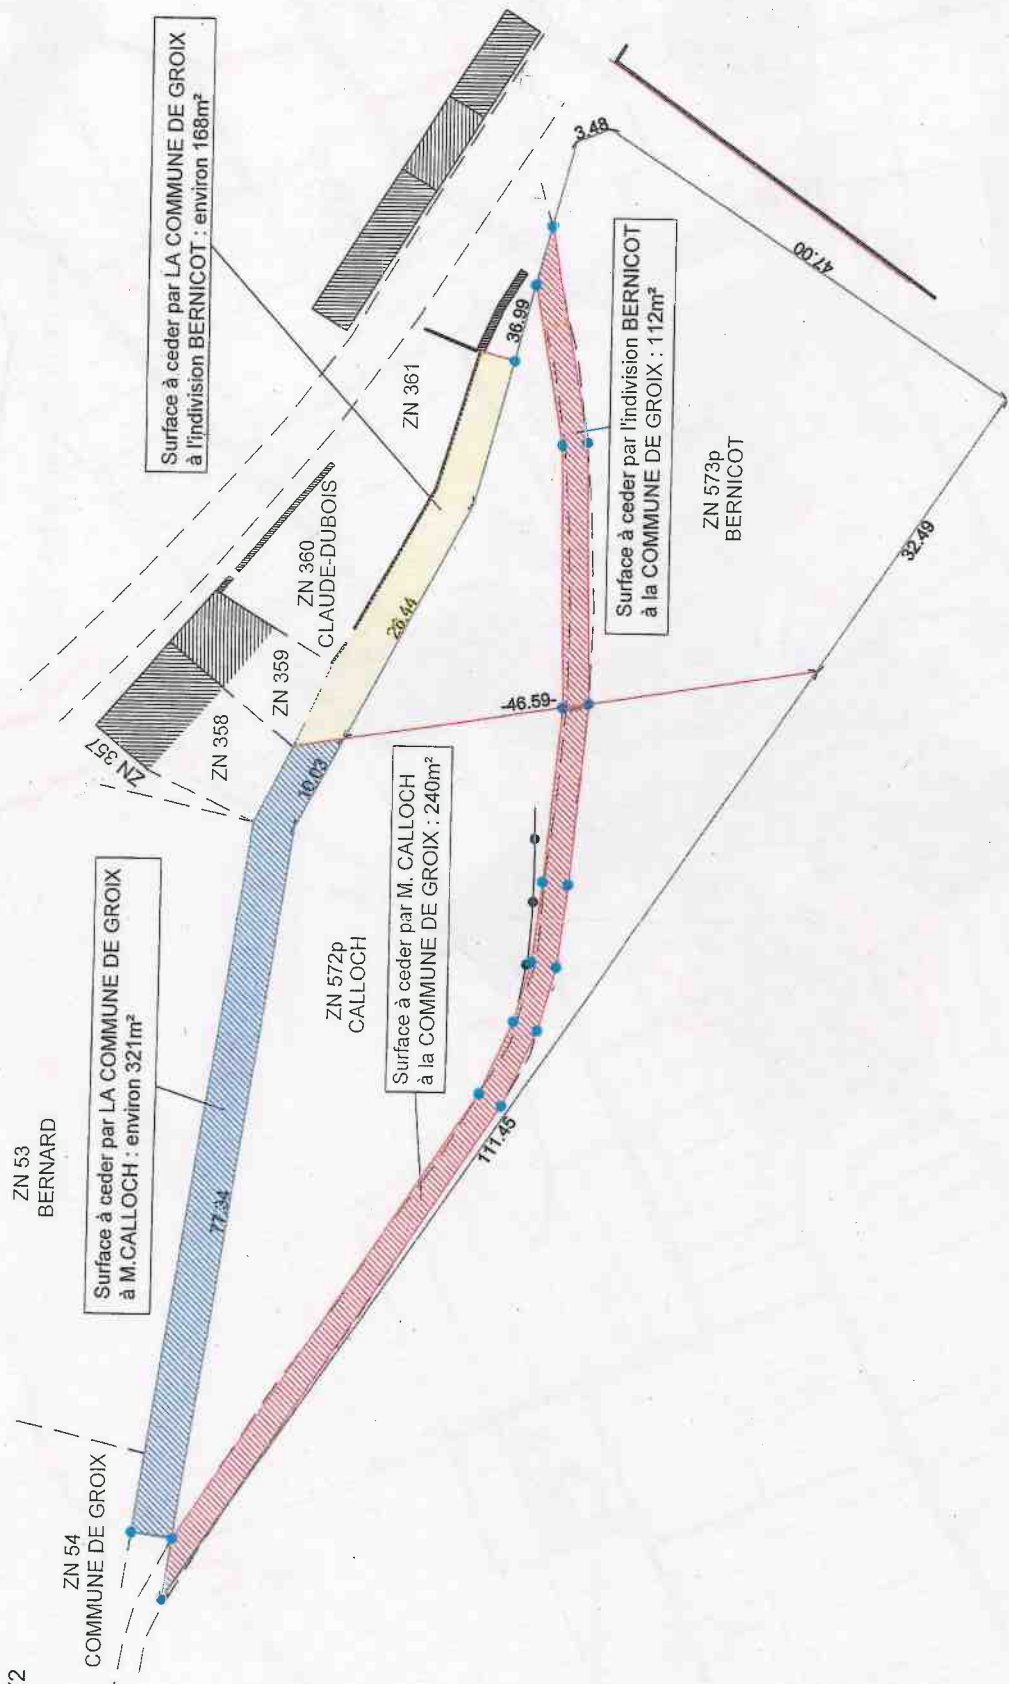 Surface à ceder par LA COMMUNE DE GROIX
à l'indivision BERNICOT : environ 168m²
3.48
47.00
36.99
ZN 361
Surface à ceder par l'indivision BERNICOT
à la COMMUNE DE GROIX : 112m²
ZN 573p
BERNICOT
32.49
ZN 360
CLAUDE-DUBOIS
26.44
ZN 359
ZN 358
ZN 357
-46.59-
10.03
Surface à ceder par LA COMMUNE DE GROIX
à M.CALLOCH : environ 321m²
ZN 572p
CALLOCH
Surface à ceder par M. CALLOCH
à la COMMUNE DE GROIX : 240m²
111.45
77.34
ZN 53
BERNARD
ZN 54
COMMUNE DE GROIX